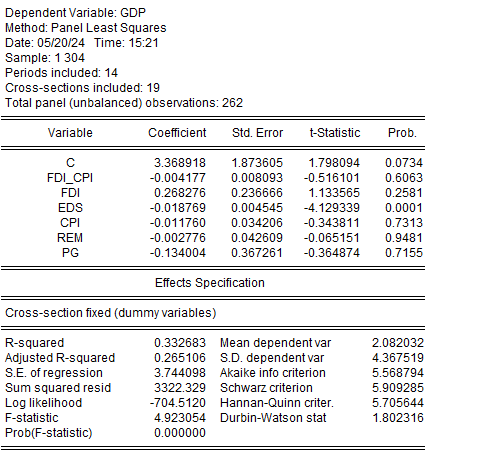 Dependent Variable: GDP
Method: Panel Least Squares
Date: 05/20/24 Time: 15:21
Sample: 1 304
Periods included: 14
Cross-sections included: 19
Total panel (unbalanced) observations: 262
Variable Coefficient Std. Error t-Statistic Prob.
C 3.368918 1.873605 1.798094 0.0734
FDI_CPI -0.004177 0.008093 -0.516101 0.6063
FDI 0.268276 0.236666 1.133565 0.2581
EDS -0.018769 0.004545 -4.129339 0.0001
CPI -0.011760 0.034206 -0.343811 0.7313
REM -0.002776 0.042609 -0.065151 0.9481
PG -0.134004 0.367261 -0.364874 0.7155
Effects Specification
Cross-section fixed (dummy variables)
R-squared 0.332683 Mean dependent var 2.082032
Adjusted R-squared 0.265106 S.D. dependent var 4.367519
S.E. of regression 3.744098 Akaike info criterion 5.568794
Sum squared resid 3322.329 Schwarz criterion 5.909285
Log likelihood -704.5120 Hannan-Quinn criter. 5.705644
F-statistic 4.923054 Durbin-Watson stat 1.802316
Prob(F-statistic) 0.000000